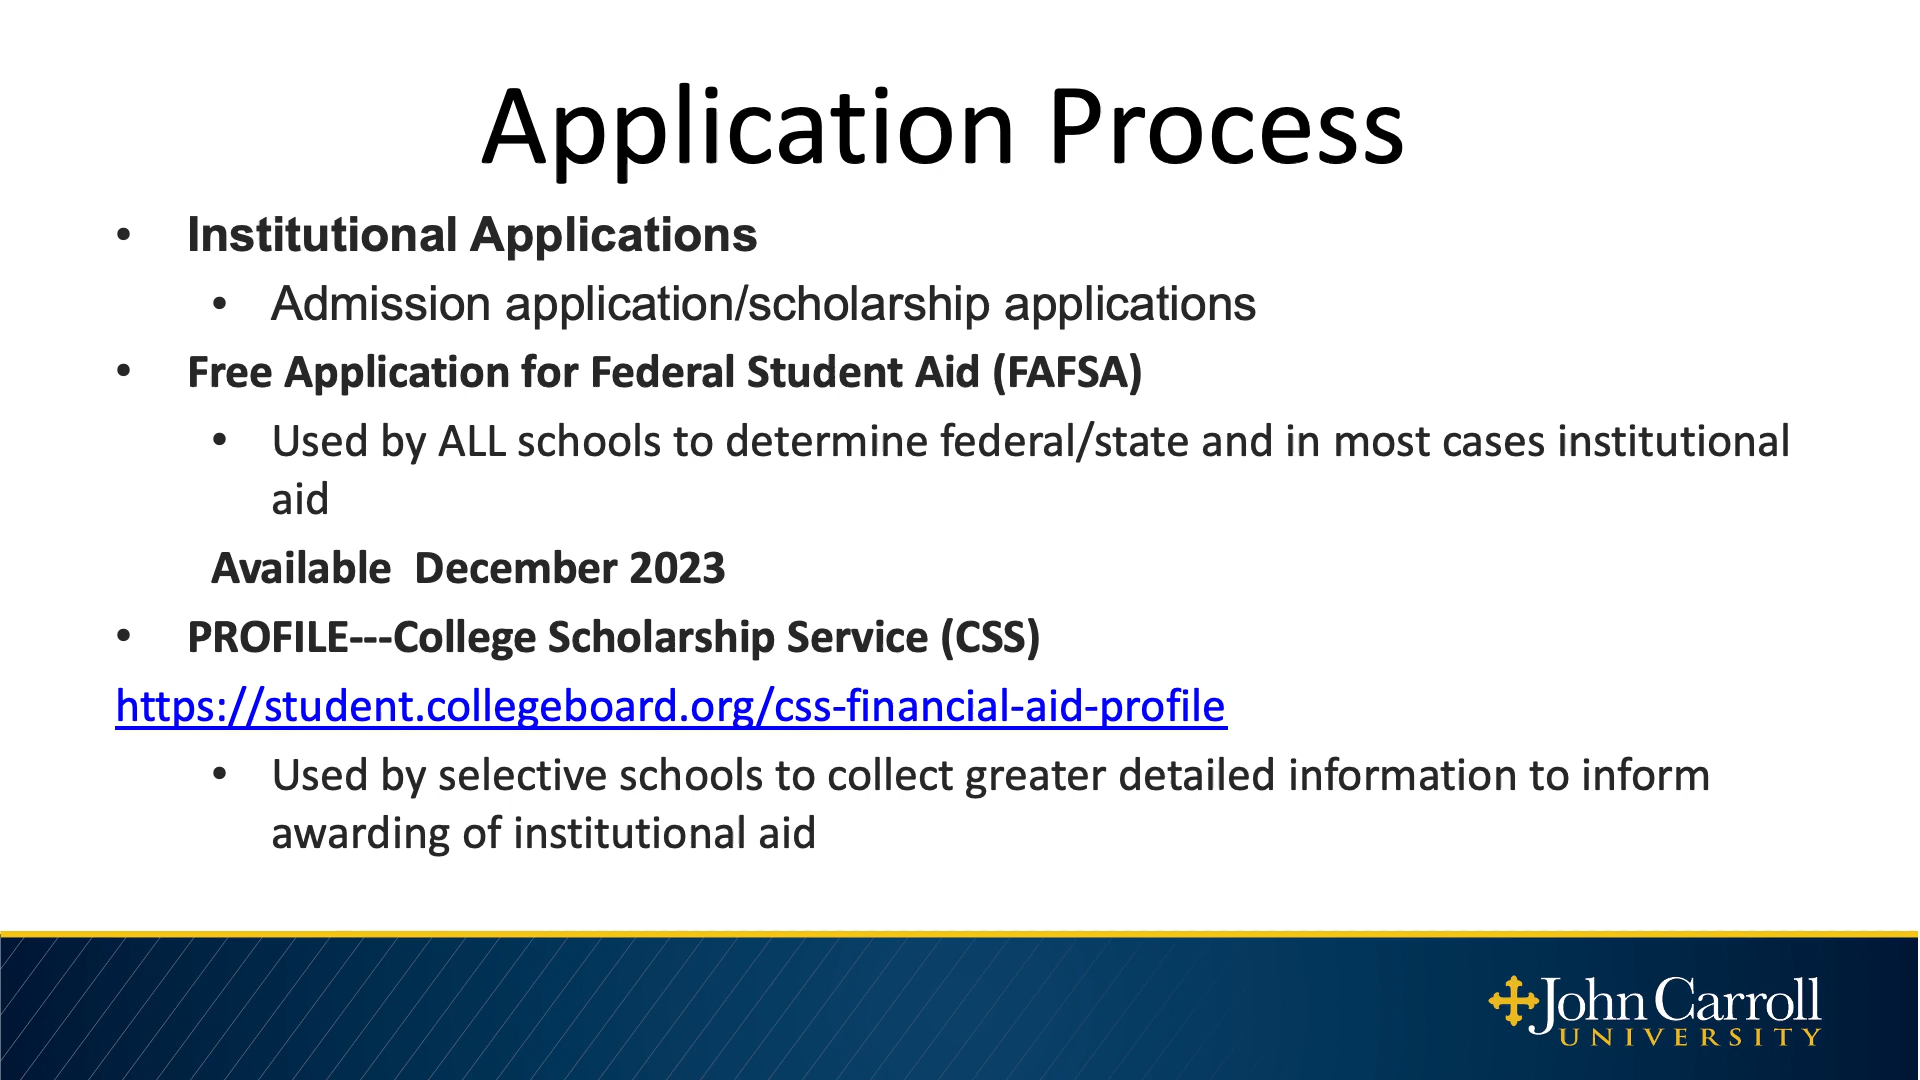 Application Process
• Institutional Applications
• Admission application/scholarship applications
• Free Application for Federal Student Aid (FAFSA)
• Used by ALL schools to determine federal/state and in most cases institutional
aid
Available  December 2023
• PROFILE---College Scholarship Service (CSS)
https://student.collegeboard.org/css-financial-aid-profile
• Used by selective schools to collect greater detailed information to inform
awarding of institutional aid
John Carroll
UNIVERSITY